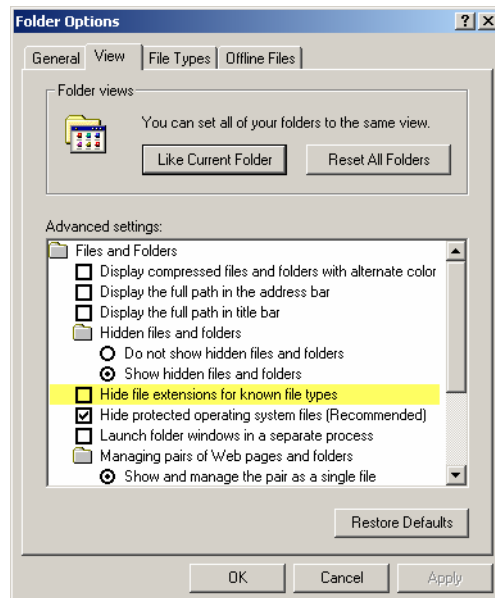 Folder Options
General View File Types Offline Files
Folder views
You can set all of your folders to the same view.
Like Current Folder Reset All Folders
Advanced settings:
Files and Folders
Display compressed files and folders with alternate color
Display the full path in the address bar
Display the full path in title bar
Hidden files and folders
Do not show hidden files and folders
Show hidden files and folders
Hide file extensions for known file types
Hide protected operating system files (Recommended)
Launch folder windows in a separate process
Managing pairs of Web pages and folders
Show and manage the pair as a single file
Restore Defaults
OK Cancel Apply